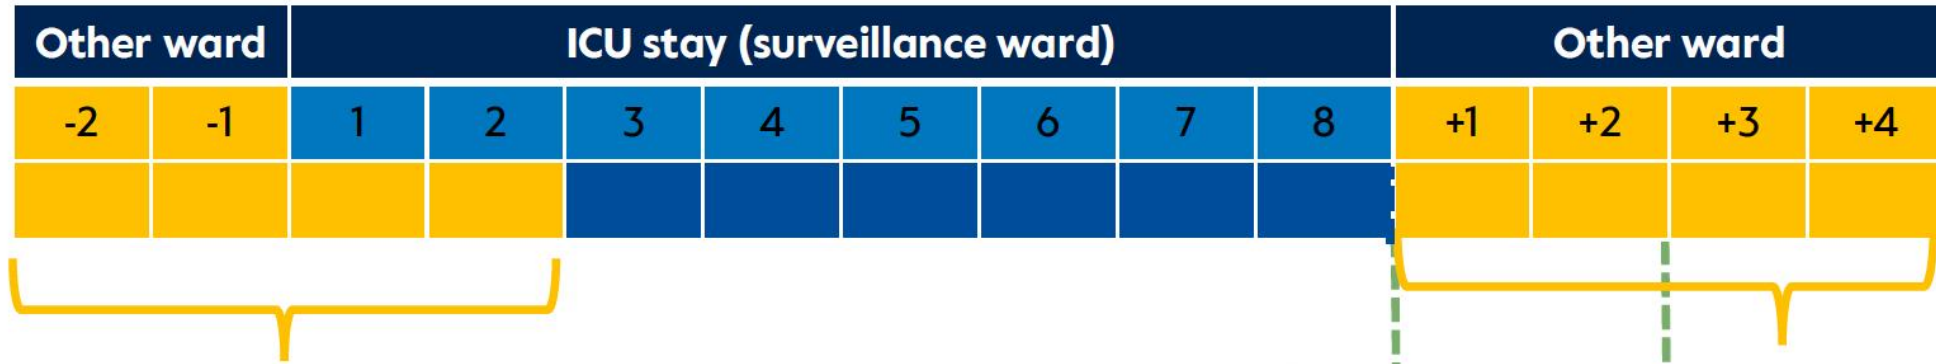 Other ward ICU stay (surveillance ward) Other ward
-2 -1 1 2 3 4 5 6 7 8 +1 +2 +3 +4